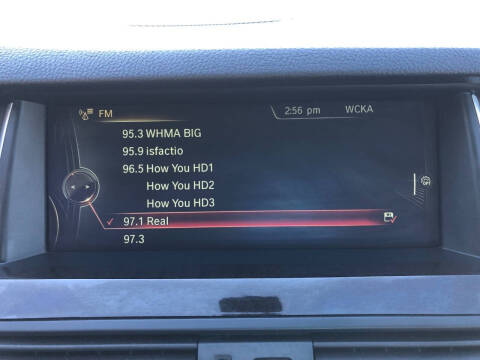 FM 2:56 pm WCKA
95.3 WHMA BIG
95.9 isfactio
96.5 How You HD1
How You HD2
How You HD3
✓ 97.1 Real
97.3